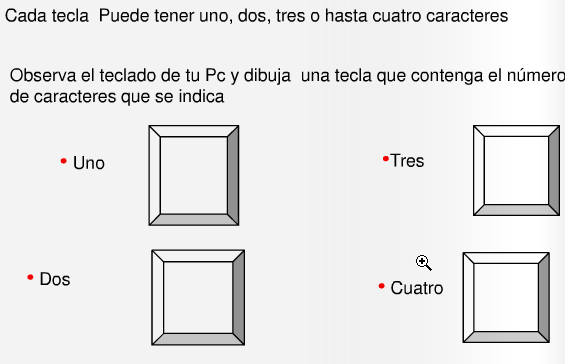 Cada tecla Puede tener uno, dos, tres o hasta cuatro caracteres
Observa el teclado de tu Pc y dibuja una tecla que contenga el número
de caracteres que se indica
• Uno
• Tres
• Dos
• Cuatro